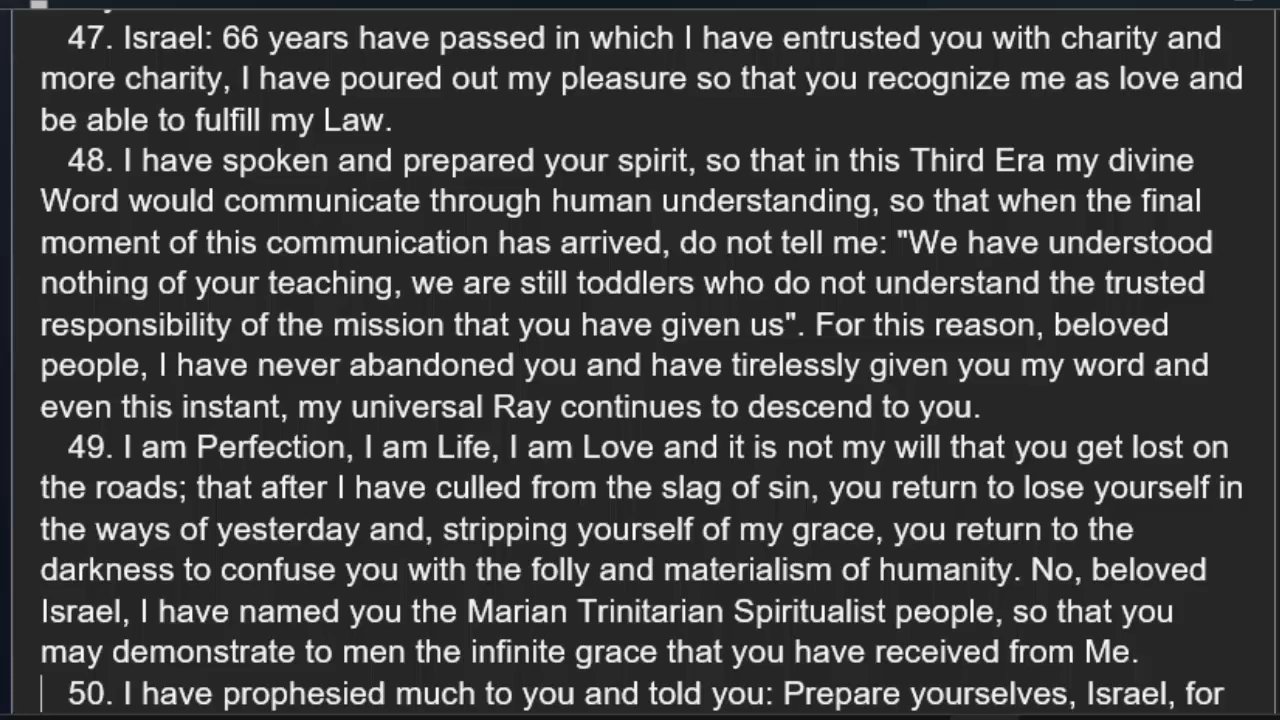 47. Israel: 66 years have passed in which I have entrusted you with charity and
more charity, I have poured out my pleasure so that you recognize me as love and
be able to fulfill my Law.
48. I have spoken and prepared your spirit, so that in this Third Era my divine
Word would communicate through human understanding, so that when the final
moment of this communication has arrived, do not tell me: "We have understood
nothing of your teaching, we are still toddlers who do not understand the trusted
responsibility of the mission that you have given us". For this reason, beloved
people, I have never abandoned you and have tirelessly given you my word and
even this instant, my universal Ray continues to descend to you.
49. I am Perfection, I am Life, I am Love and it is not my will that you get lost on
the roads; that after I have culled from the slag of sin, you return to lose yourself in
the ways of yesterday and, stripping yourself of my grace, you return to the
darkness to confuse you with the folly and materialism of humanity. No, beloved
Israel, I have named you the Marian Trinitarian Spiritualist people, so that you
may demonstrate to men the infinite grace that you have received from Me.
50. I have prophesied much to you and told you: Prepare yourselves, Israel, for